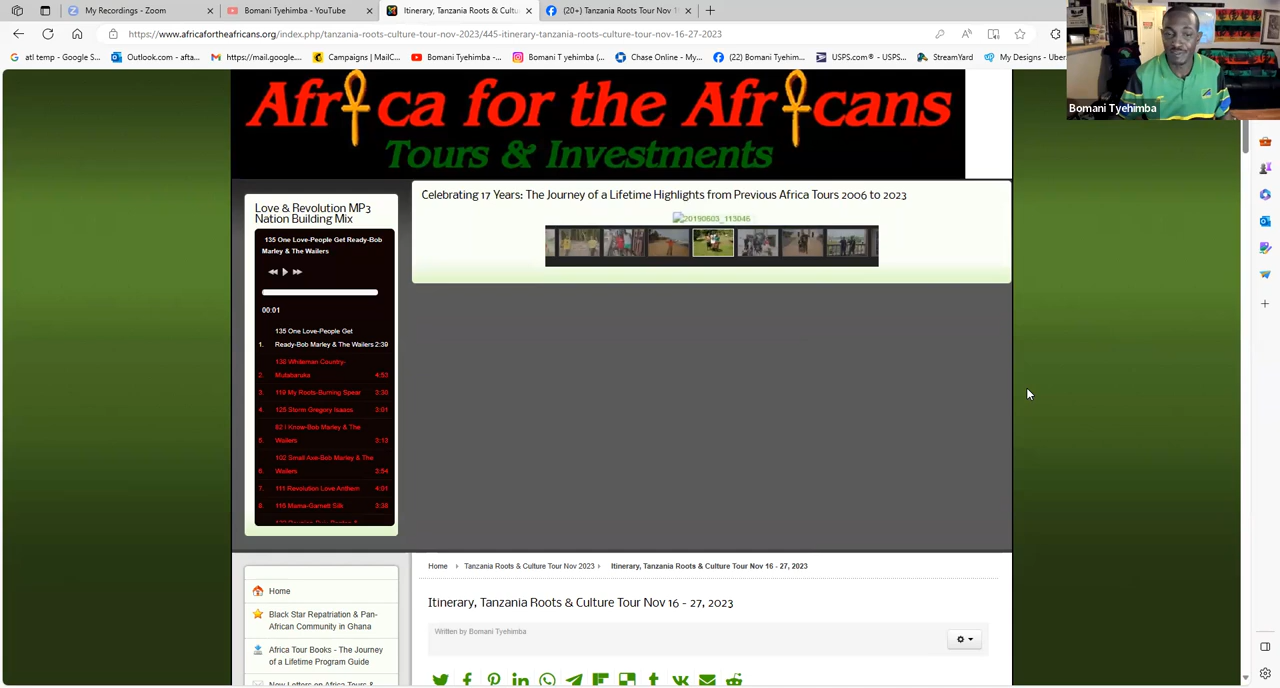 My Recordings - Zoom
Bomani Tyehimba - YouTube
Itinerary, Tanzania Roots & Cultu
(20+) Tanzania Roots Tour Nov 1
https://www.africafortheafricans.org/index.php/tanzania-roots-culture-tour-nov-2023/445-itinerary-tanzania-roots-culture-tour-nov-16-27-2023
atl temp - Google S...
Outlook.com - afta...
https://mail.google....
Campaigns | MailC...
Bomani Tyehimba -...
Bomani T yehimba (...
Chase Online - My...
(22) Bomani Tyehim...
USPS.com® - USPS...
StreamYard
My Designs - Uber
Bomani Tyehimba
Africa for the Africans
Tours & Investments
Love & Revolution MP3
Nation Building Mix
135 One Love-People Get Ready-Bob
Marley & The Wailers
00:01
135 One Love-People Get
1. Ready-Bob Marley & The Wailers 2:39
138 Whiteman Country-
2. Mutabaruka 4:53
3. 119 My Roots-Burning Spear 3:30
4. 125 Storm Gregory Isaacs 3:01
82 I Know-Bob Marley & The
5. Wailers 3:13
102 Small Axe-Bob Marley & The
6. Wailers 3:54
7. 111 Revolution Love Anthem 4:01
8. 116 Mama-Garnett Silk 3:38
Celebrating 17 Years: The Journey of a Lifetime Highlights from Previous Africa Tours 2006 to 2023
20190603_113046
Home
Tanzania Roots & Culture Tour Nov 2023
Itinerary, Tanzania Roots & Culture Tour Nov 16 - 27, 2023
Itinerary, Tanzania Roots & Culture Tour Nov 16 - 27, 2023
Written by Bomani Tyehimba
Home
Black Star Repatriation & Pan-
African Community in Ghana
Africa Tour Books - The Journey
of a Lifetime Program Guide